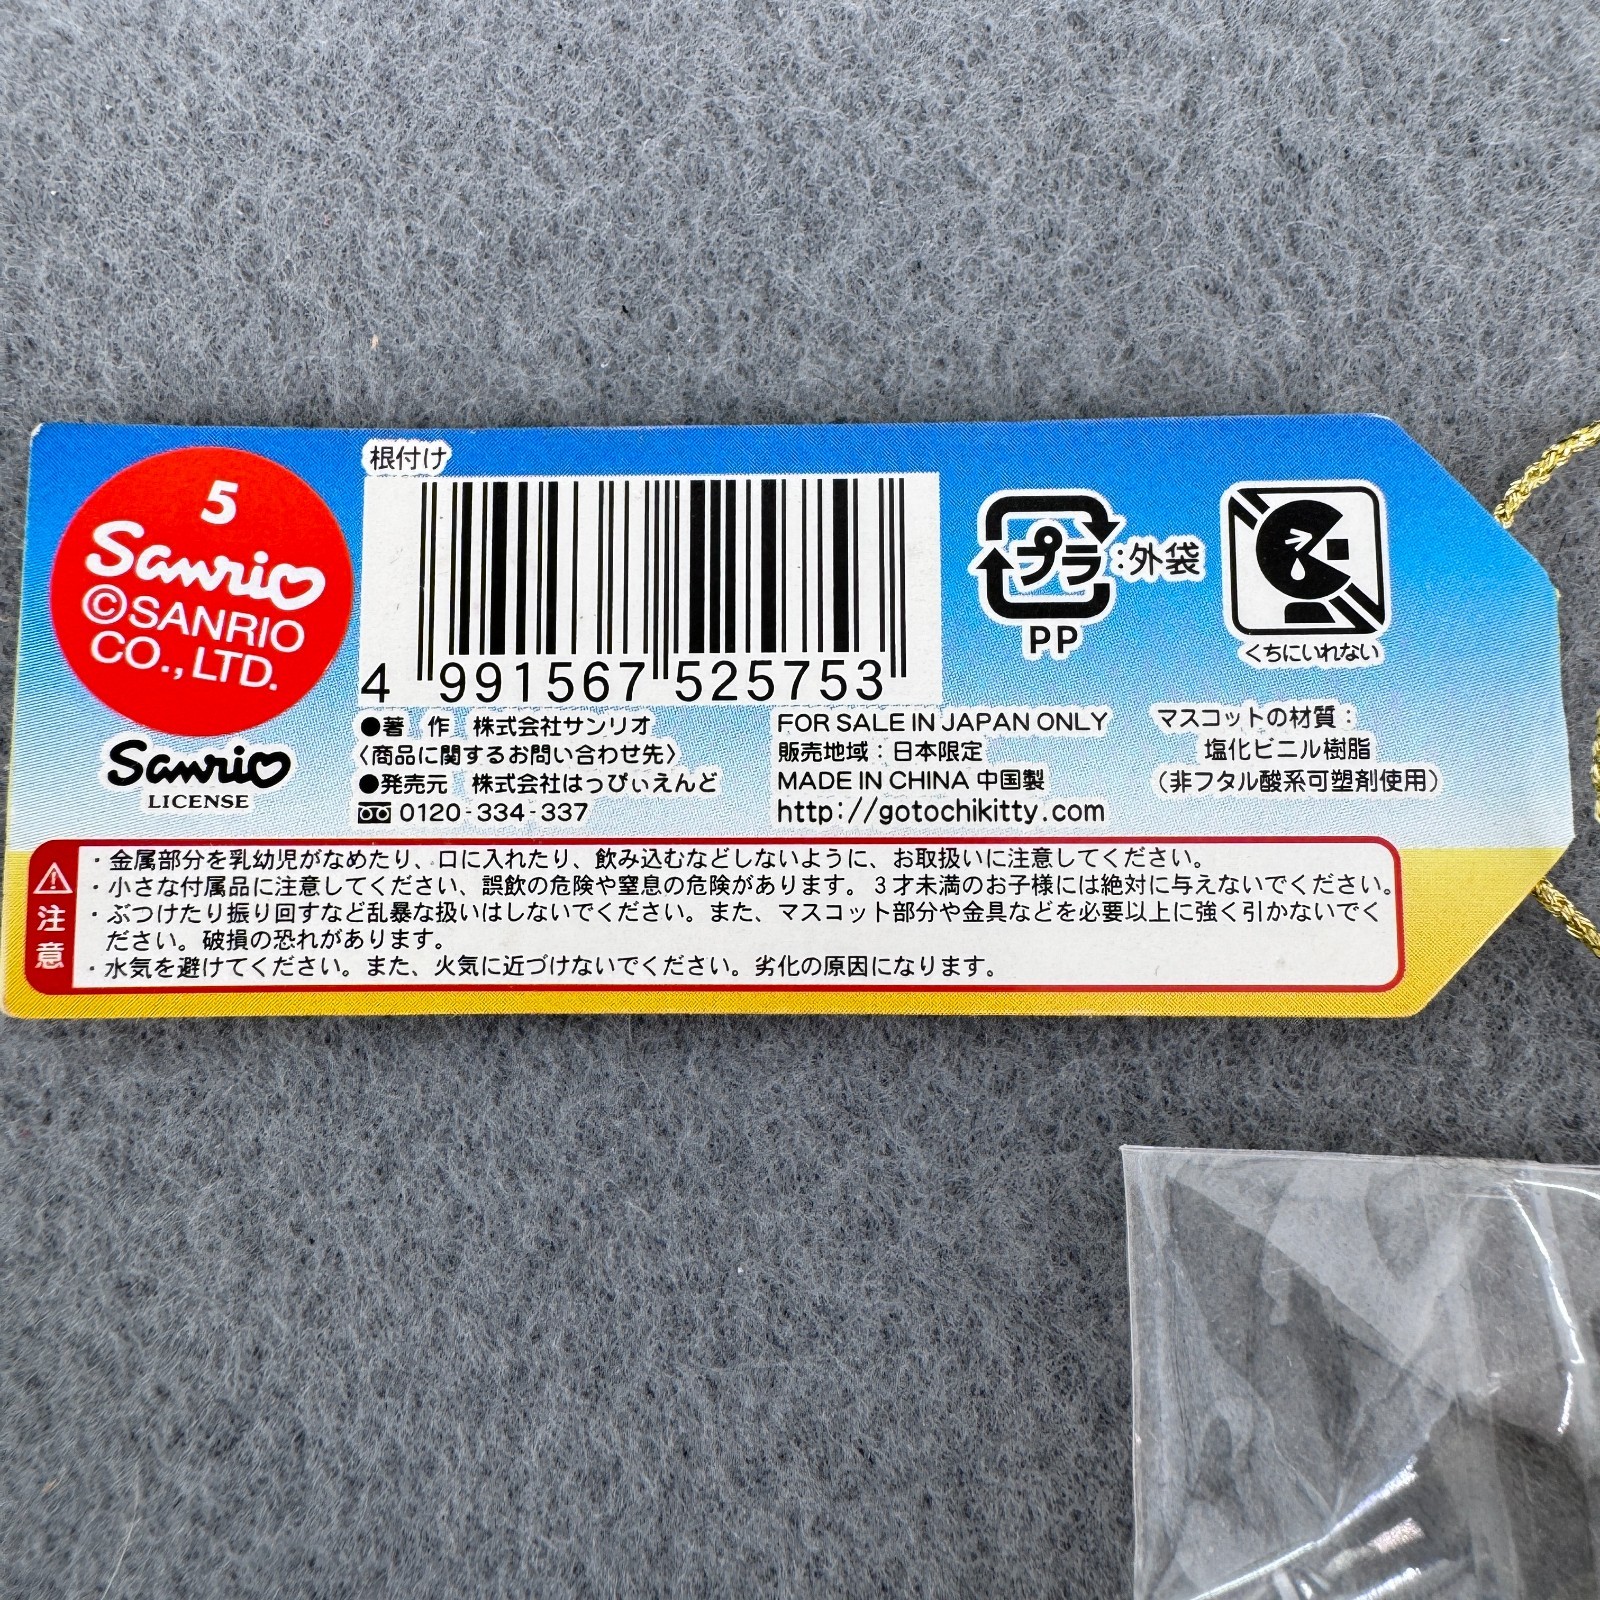 5
Sanrio
©SANRIO
CO., LTD.
Sanrio
LICENSE
根付け
4 991567 525753
●著 作 株式会社サンリオ
〈商品に関するお問い合わせ先〉
●発売元 株式会社はっぴぃえんど
0120-334-337
FOR SALE IN JAPAN ONLY
販売地域：日本限定
MADE IN CHINA 中国製
http://gotochikitty.com
プラ：外袋
PP
くちにいれない
マスコットの材質：
塩化ビニル樹脂
（非フタル酸系可塑剤使用）
注意
・金属部分を乳幼児がなめたり、口に入れたり、飲み込むなどしないように、お取扱いに注意してください。
・小さな付属品に注意してください、誤飲の危険や窒息の危険があります。３才未満のお子様には絶対に与えないでください。
・ぶつけたり振り回すなど乱暴な扱いはしないでください。また、マスコット部分や金具などを必要以上に強く引かないでく
ださい。破損の恐れがあります。
・水気を避けてください。また、火気に近づけないでください。劣化の原因になります。